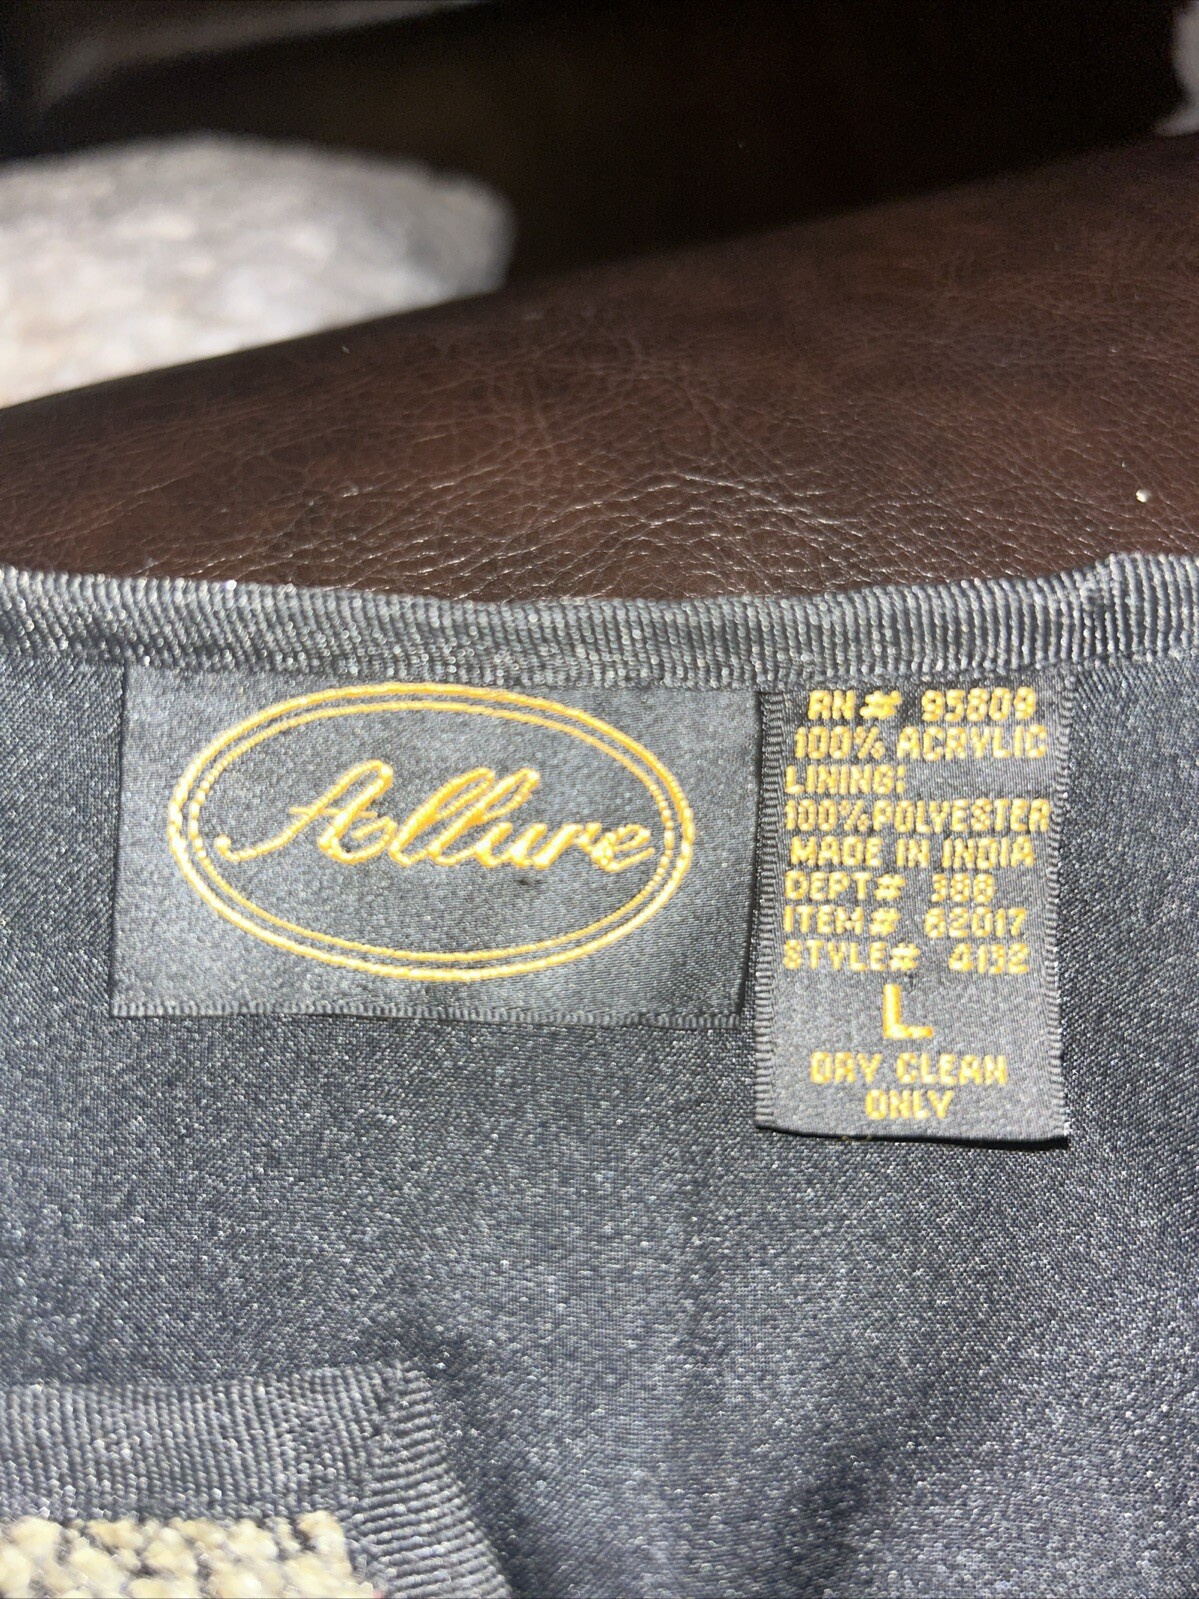 Allure
RN# 95809
100% ACRYLIC
LINING:
100% POLYESTER
MADE IN INDIA
DEPT# 388
ITEM# 62017
STYLE# 4132
L
DRY CLEAN
ONLY